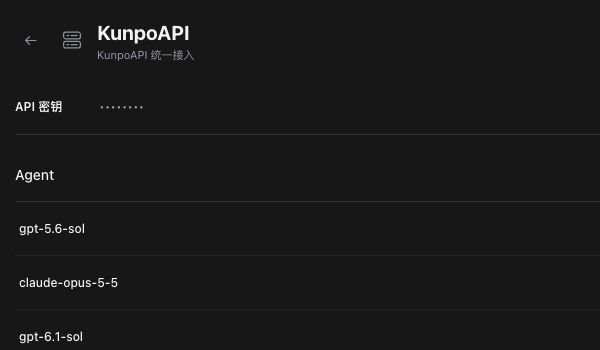 KunpoAPI
KunpoAPI 统一接入
API 密钥 ••••••••
Agent
gpt-5.6-sol
claude-opus-5-5
gpt-6.1-sol